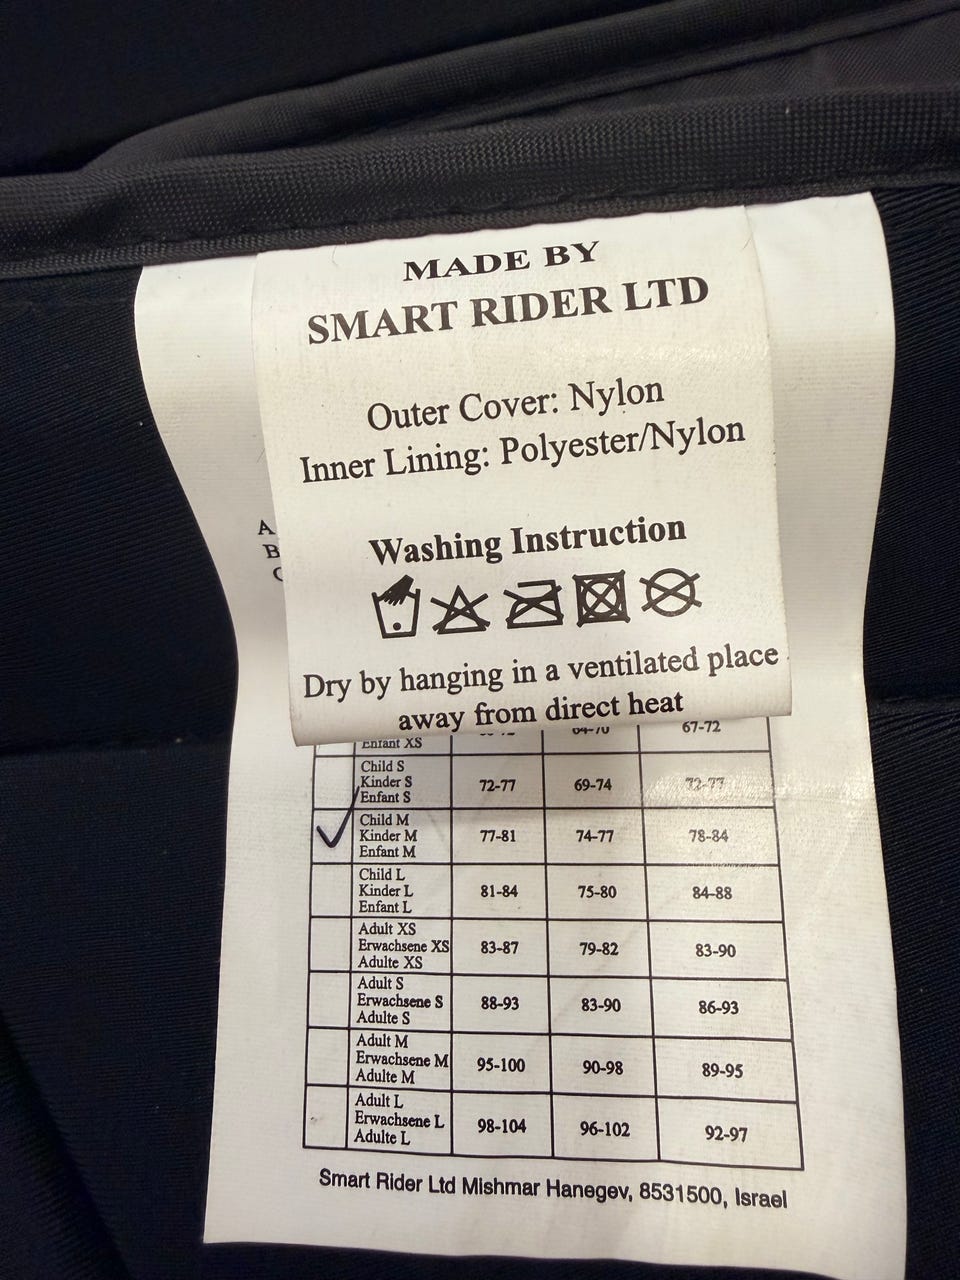 MADE BY
SMART RIDER LTD
Outer Cover: Nylon
Inner Lining: Polyester/Nylon
Washing Instruction
Dry by hanging in a ventilated place
away from direct heat
A
B
C
Enfant XS 64-70 67-72
Child S
Kinder S 72-77 69-74 72-77
Enfant S
Child M
Kinder M 77-81 74-77 78-84
Enfant M
Child L
Kinder L 81-84 75-80 84-88
Enfant L
Adult XS
Erwachsene XS 83-87 79-82 83-90
Adulte XS
Adult S
Erwachsene S 88-93 83-90 86-93
Adulte S
Adult M
Erwachsene M 95-100 90-98 89-95
Adulte M
Adult L
Erwachsene L 98-104 96-102 92-97
Adulte L
Smart Rider Ltd Mishmar Hanegev, 8531500, Israel